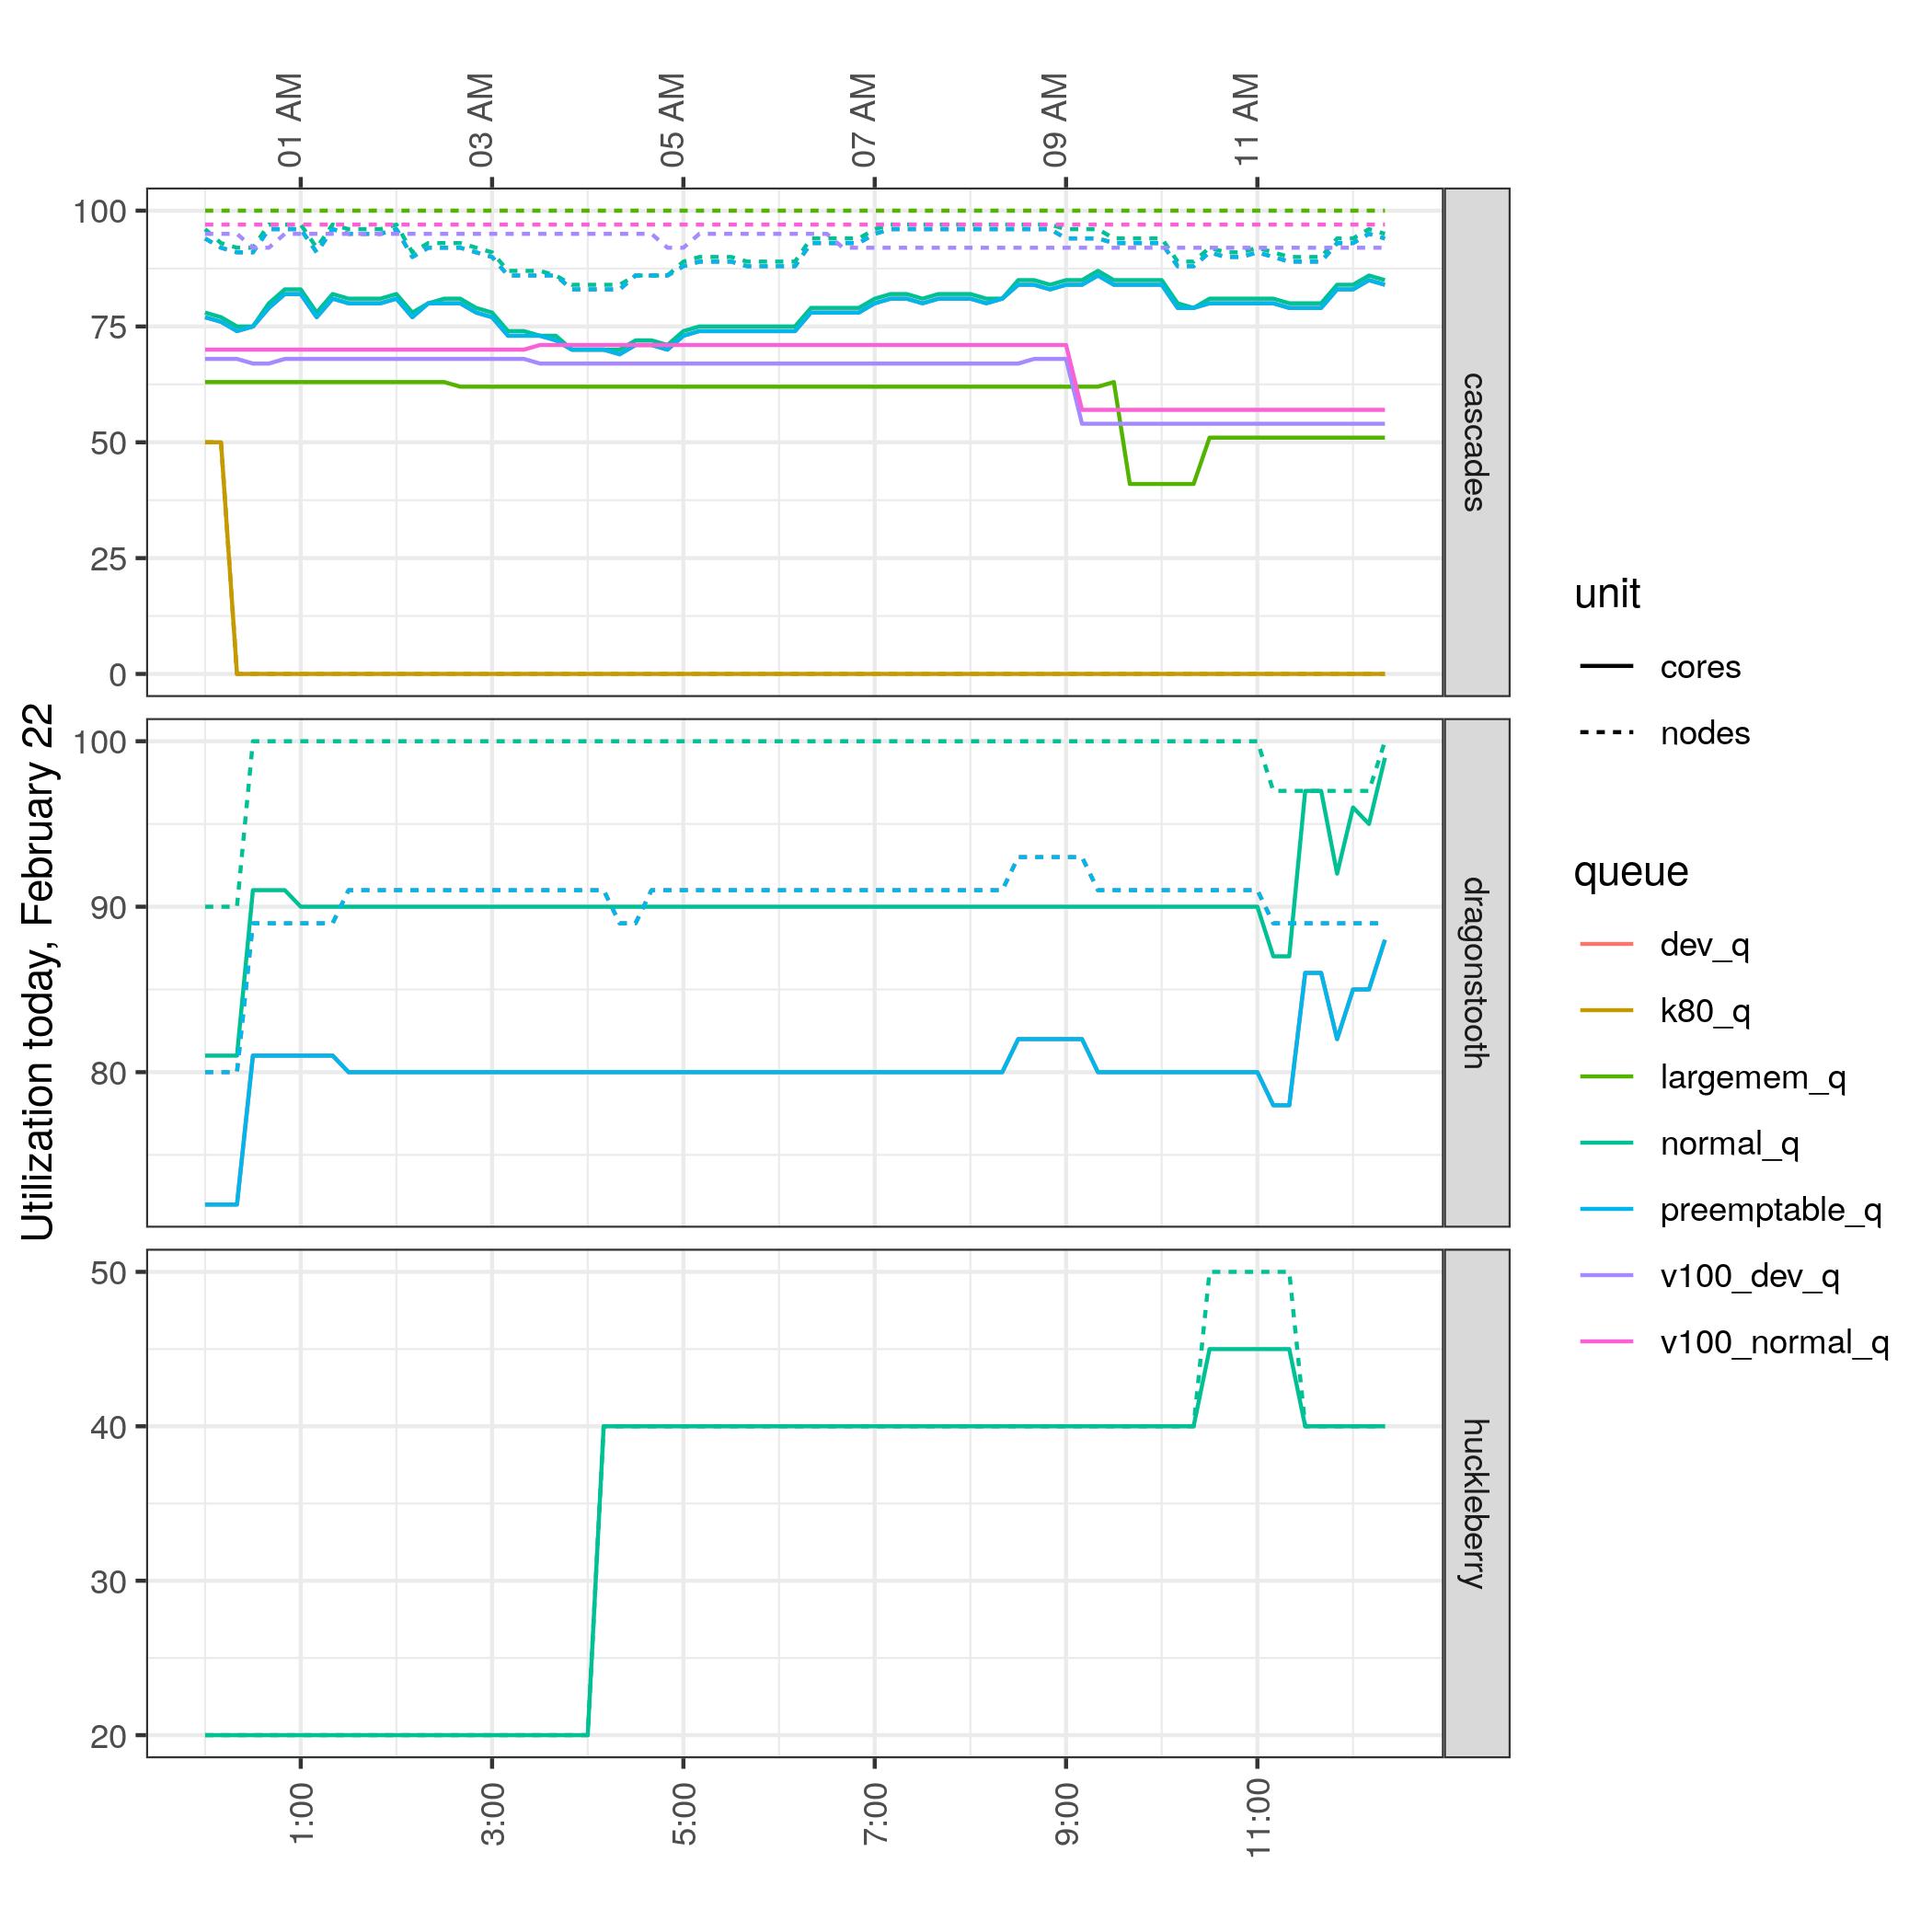 01 AM
03 AM
05 AM
07 AM
09 AM
11 AM
Utilization today, February 22
100
75
50
25
0
cascades
100
90
80
dragonstooth
50
40
30
20
huckleberry
1:00
3:00
5:00
7:00
9:00
11:00
unit
cores
nodes
queue
dev_q
k80_q
largemem_q
normal_q
preemptable_q
v100_dev_q
v100_normal_q